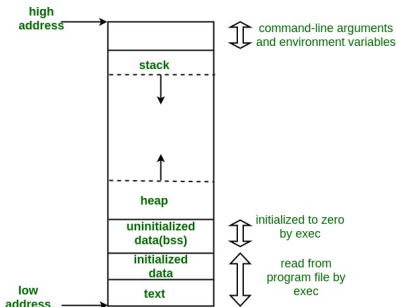 high
address
command-line arguments
and environment variables
stack
heap
uninitialized
data(bss)
initialized to zero
by exec
initialized
data
read from
program file by
exec
text
low
address